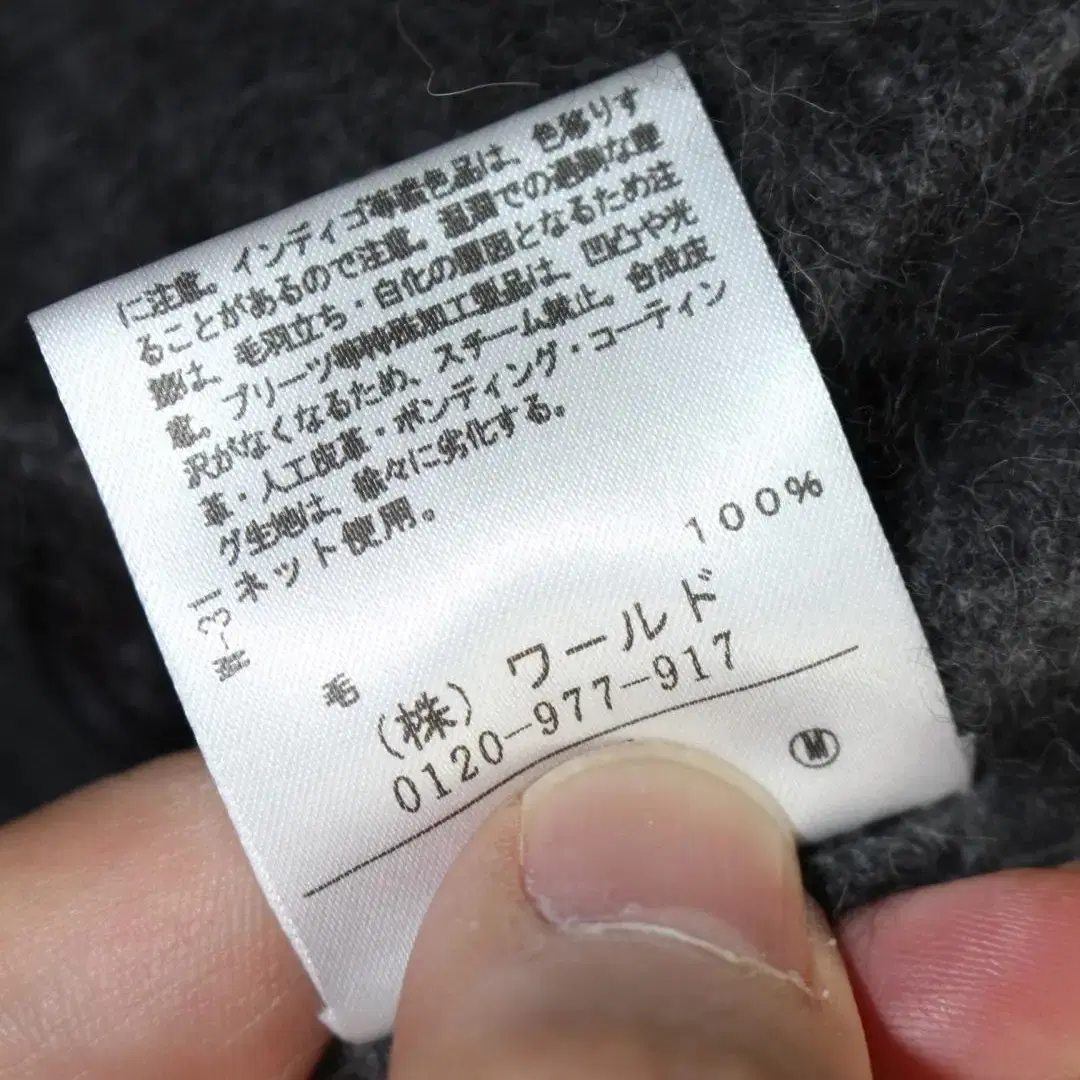 に注意。インディゴ等濃色品は、色移りす
ることがあるので注意。湿潤での過剰な摩
擦は、毛羽立ち・白化の原因となるため注
意。プリーツ等特殊加工製品は、凹凸や光
沢がなくなるため、スチーム禁止。合成皮
革・人工皮革・ボンディング・コーティン
グ生地は、徐々に劣化する。
ネット使用。
-31
毛 100%
(株) ワールド
0120-977-917
M